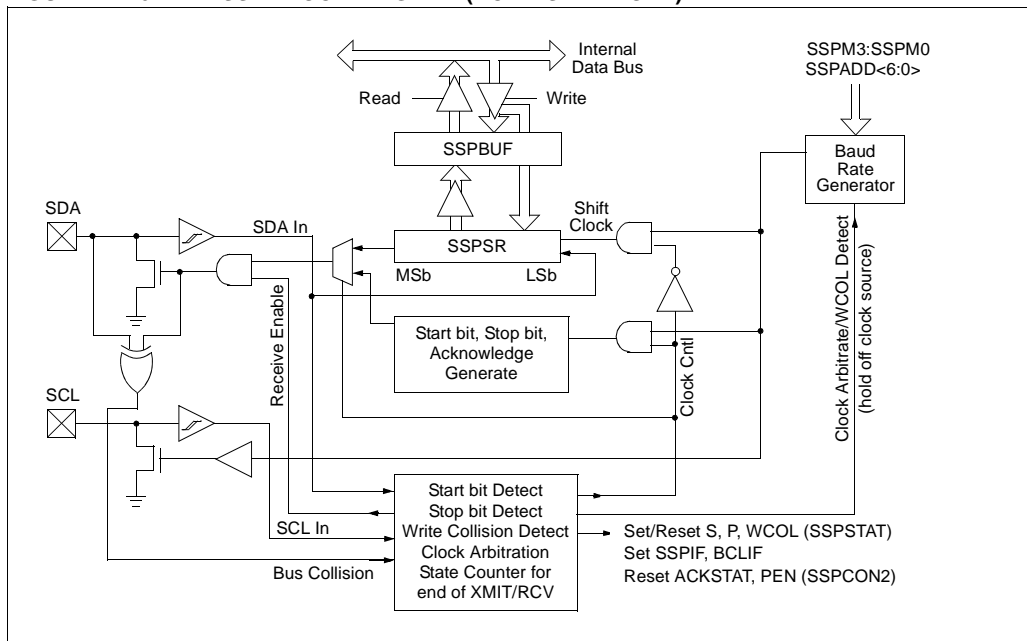 Internal
Data Bus
SSPM3:SSPM0
SSPADD<6:0>
Read
Write
SSPBUF
Baud
Rate
Generator
SDA
SDA In
Shift
Clock
SSPSR
MSb
LSb
Receive Enable
Start bit, Stop bit,
Acknowledge
Generate
Clock Cntl
Clock Arbitrate/WCOL Detect
(hold off clock source)
SCL
SCL In
Bus Collision
Start bit Detect
Stop bit Detect
Write Collision Detect
Clock Arbitration
State Counter for
end of XMIT/RCV
Set/Reset S, P, WCOL (SSPSTAT)
Set SSPIF, BCLIF
Reset ACKSTAT, PEN (SSPCON2)